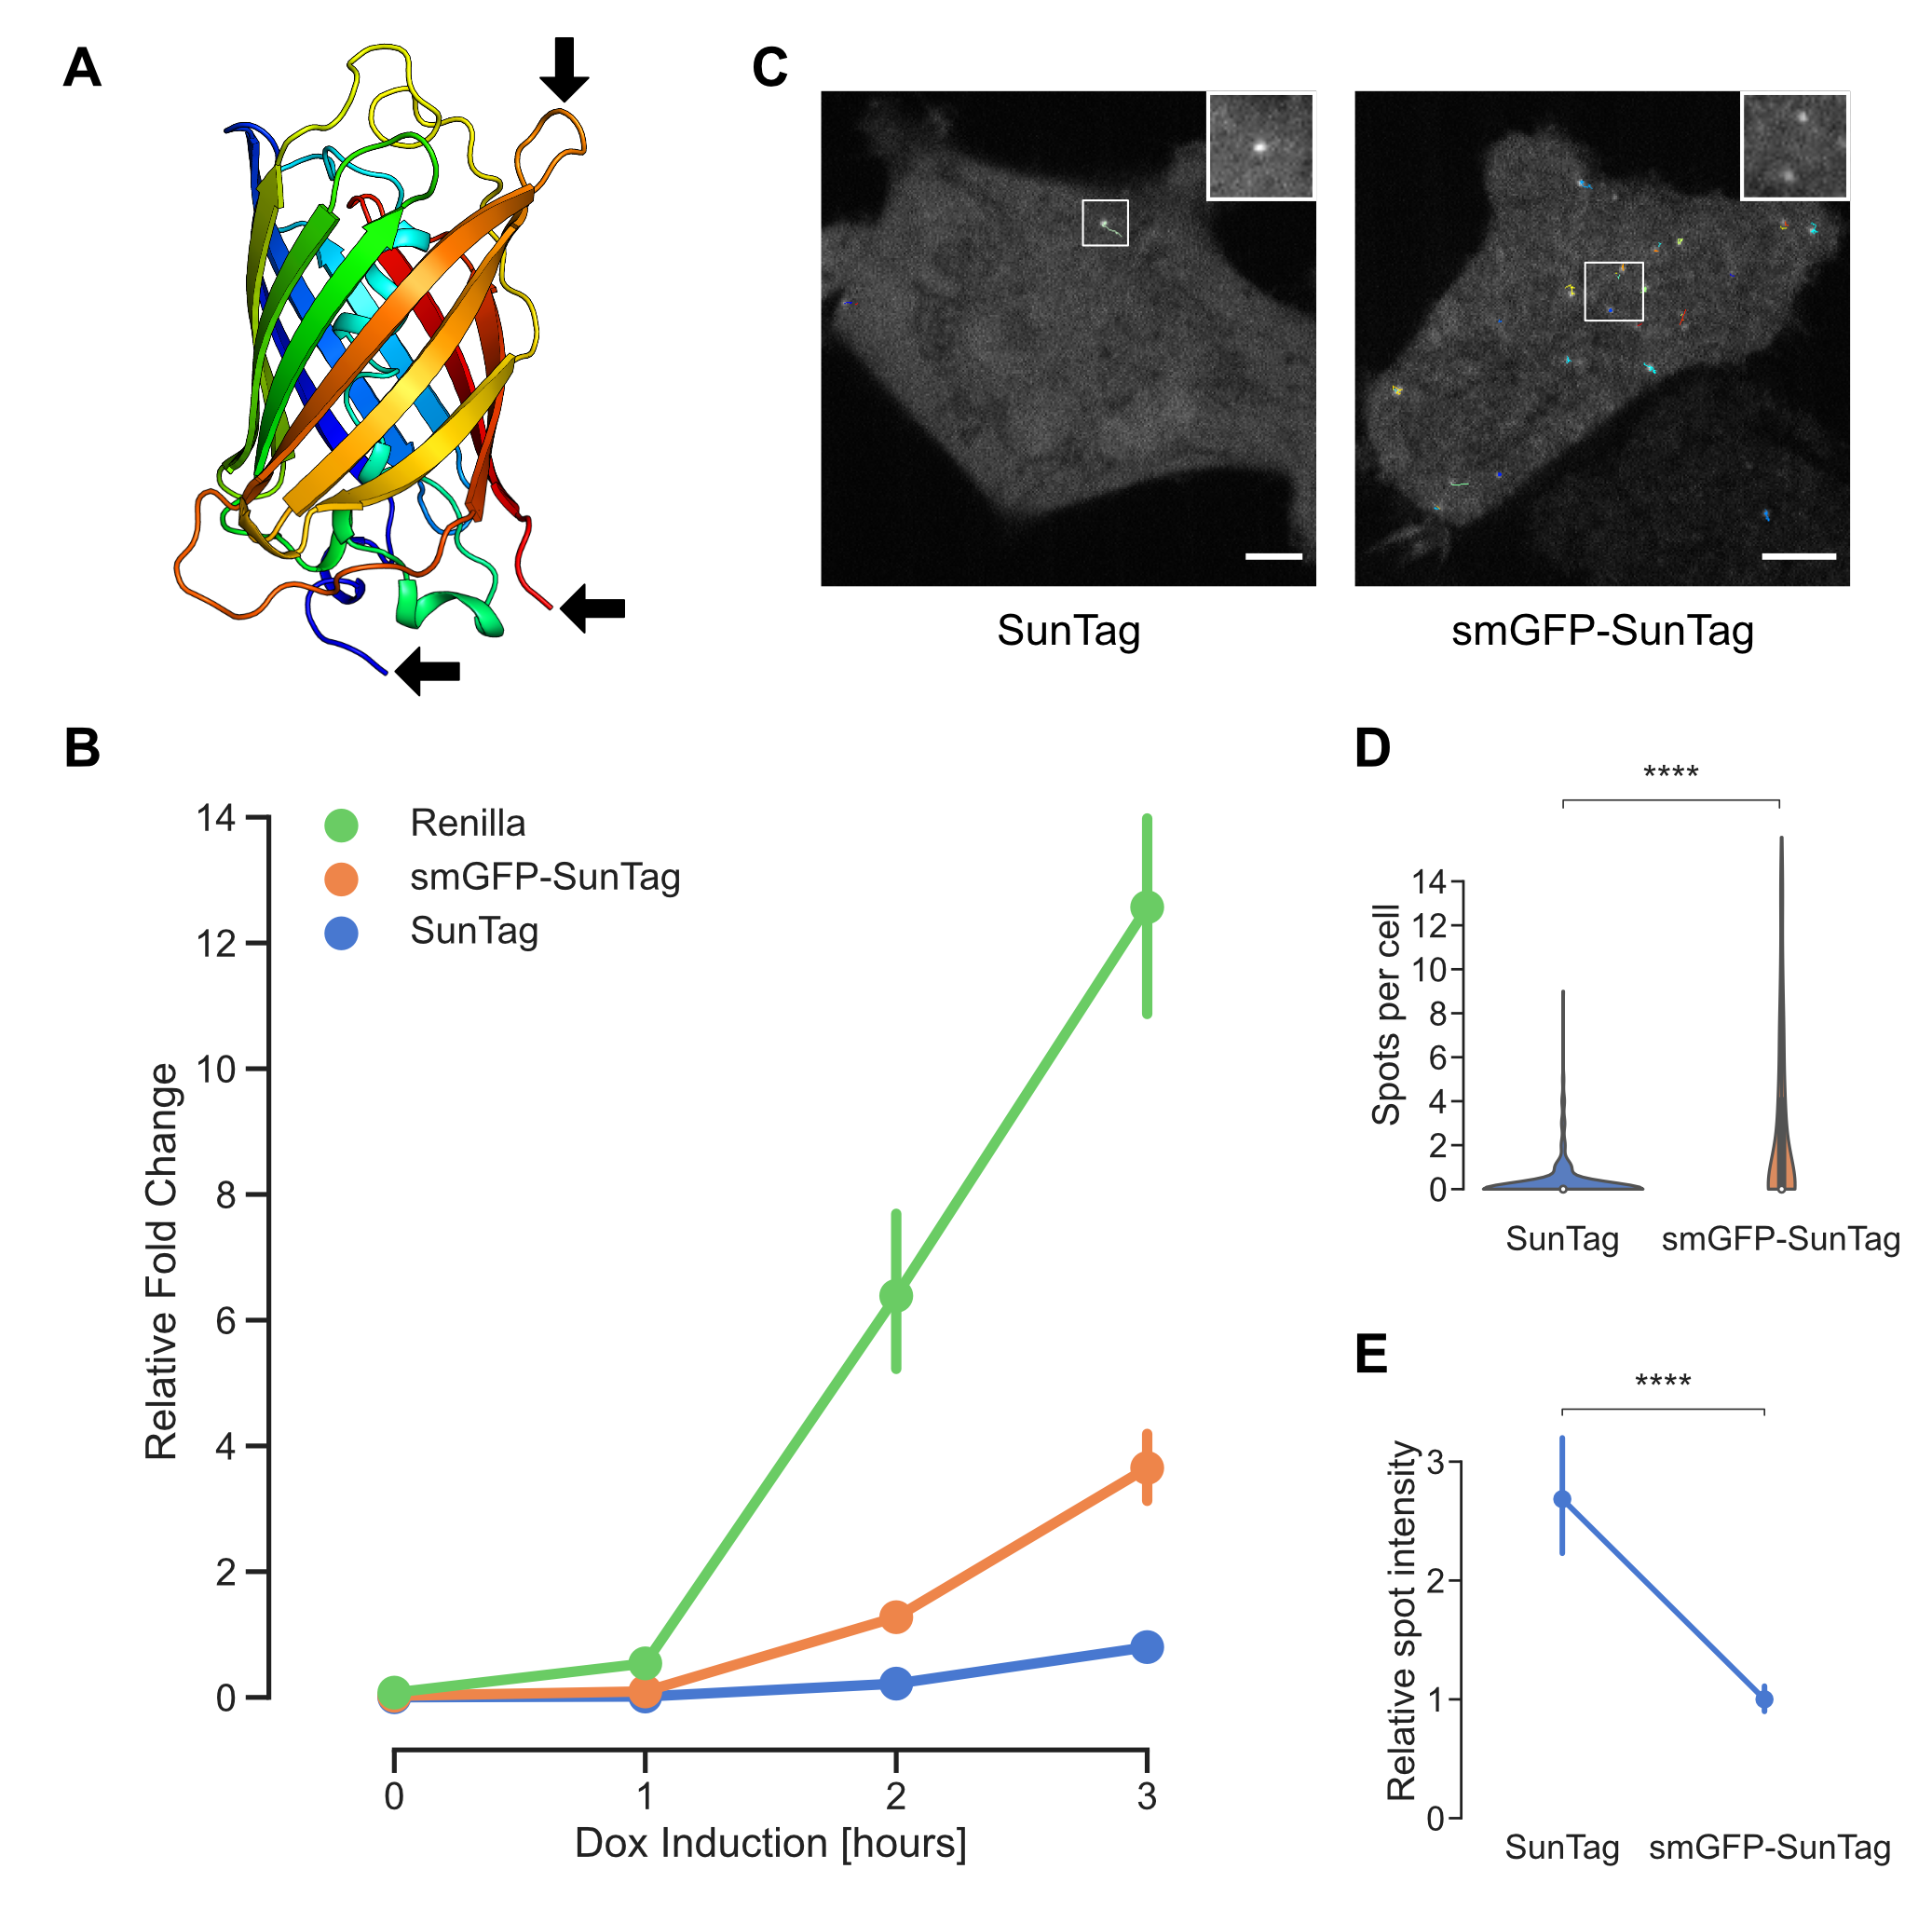 A
C
SunTag
smGFP-SunTag
B
Renilla
smGFP-SunTag
SunTag
14
12
10
8
6
4
2
0
Relative Fold Change
0 1 2 3
Dox Induction [hours]
D
****
14
12
10
8
6
4
2
0
Spots per cell
SunTag smGFP-SunTag
E
****
3
2
1
0
Relative spot intensity
SunTag smGFP-SunTag